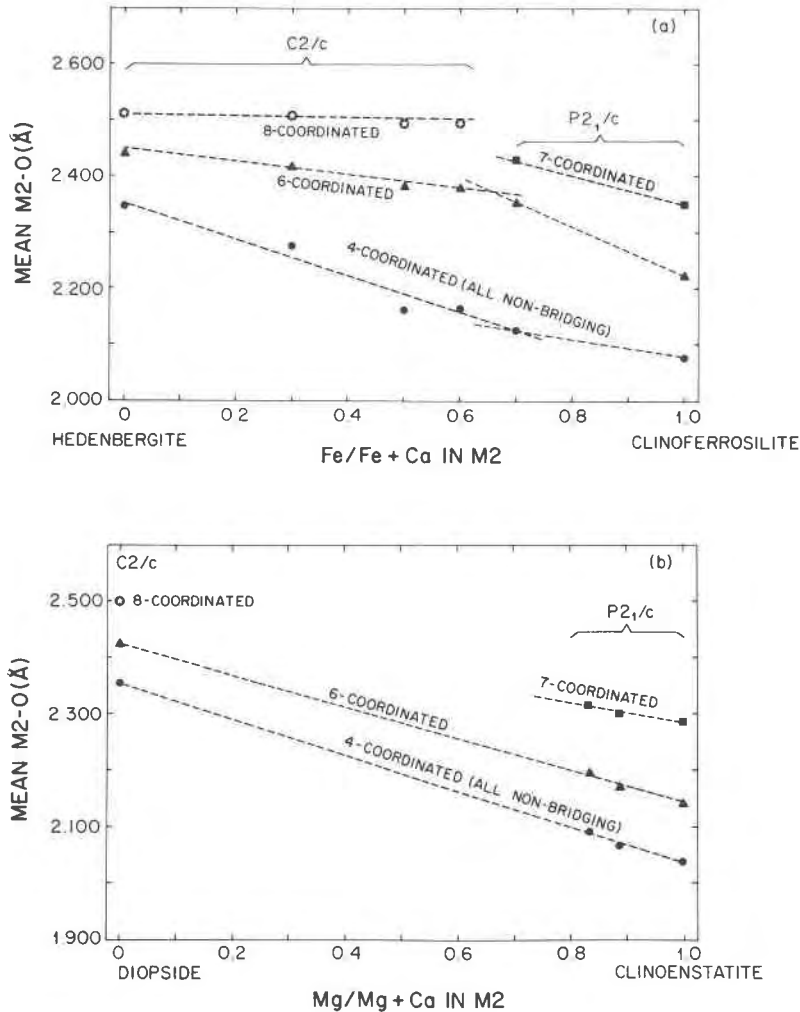 (a)
C2/c
2.600
P2₁/c
8-COORDINATED
7-COORDINATED
6-COORDINATED
2.400
4-COORDINATED (ALL NON-BRIDGING)
2.200
2.000
MEAN M2-O(Å)
0 0.2 0.4 0.6 0.8 1.0
HEDENBERGITE CLINOFERROSILITE
Fe/Fe + Ca IN M2
C2/c (b)
2.500 8-COORDINATED
P2₁/c
7-COORDINATED
6-COORDINATED
2.300
4-COORDINATED (ALL NON-BRIDGING)
2.100
1.900
MEAN M2-O(Å)
0 0.2 0.4 0.6 0.8 1.0
DIOPSIDE CLINOENSTATITE
Mg/Mg + Ca IN M2